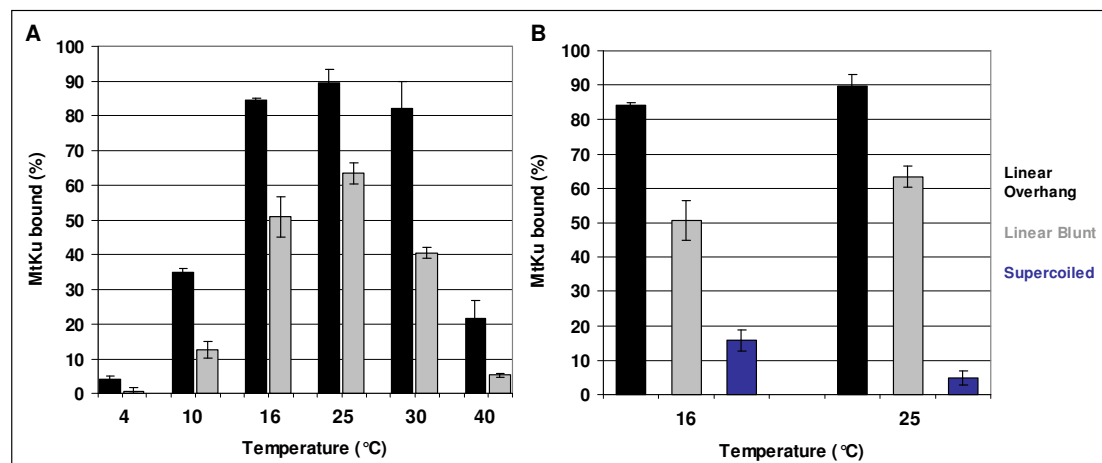 A
100
90
80
70
60
50
40
30
20
10
0
MtKu bound (%)
4 10 16 25 30 40
Temperature (°C)
B
100
90
80
70
60
50
40
30
20
10
0
MtKu bound (%)
16 25
Temperature (°C)
Linear
Overhang
Linear Blunt
Supercoiled